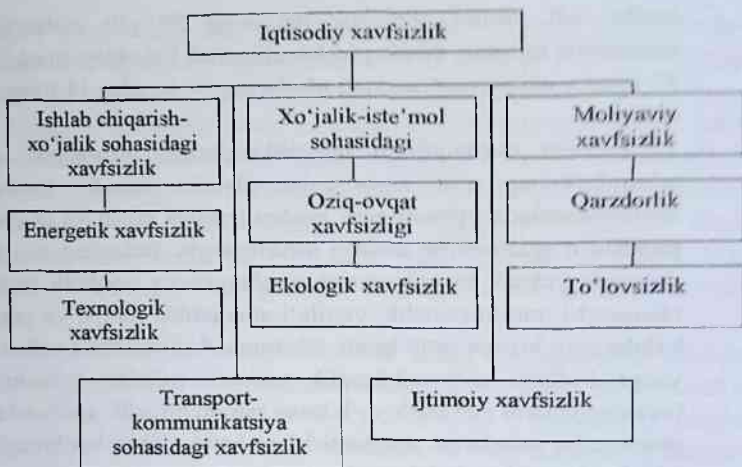 Iqtisodiy xavfsizlik
Ishlab chiqarish-
xo‘jalik sohasidagi
xavfsizlik
Xo‘jalik-iste’mol
sohasidagi
Moliyaviy
xavfsizlik
Energetik xavfsizlik
Oziq-ovqat
xavfsizligi
Qarzdorlik
Texnologik
xavfsizlik
Ekologik xavfsizlik
To‘lovsizlik
Transport-
kommunikatsiya
sohasidagi xavfsizlik
Ijtimoiy xavfsizlik